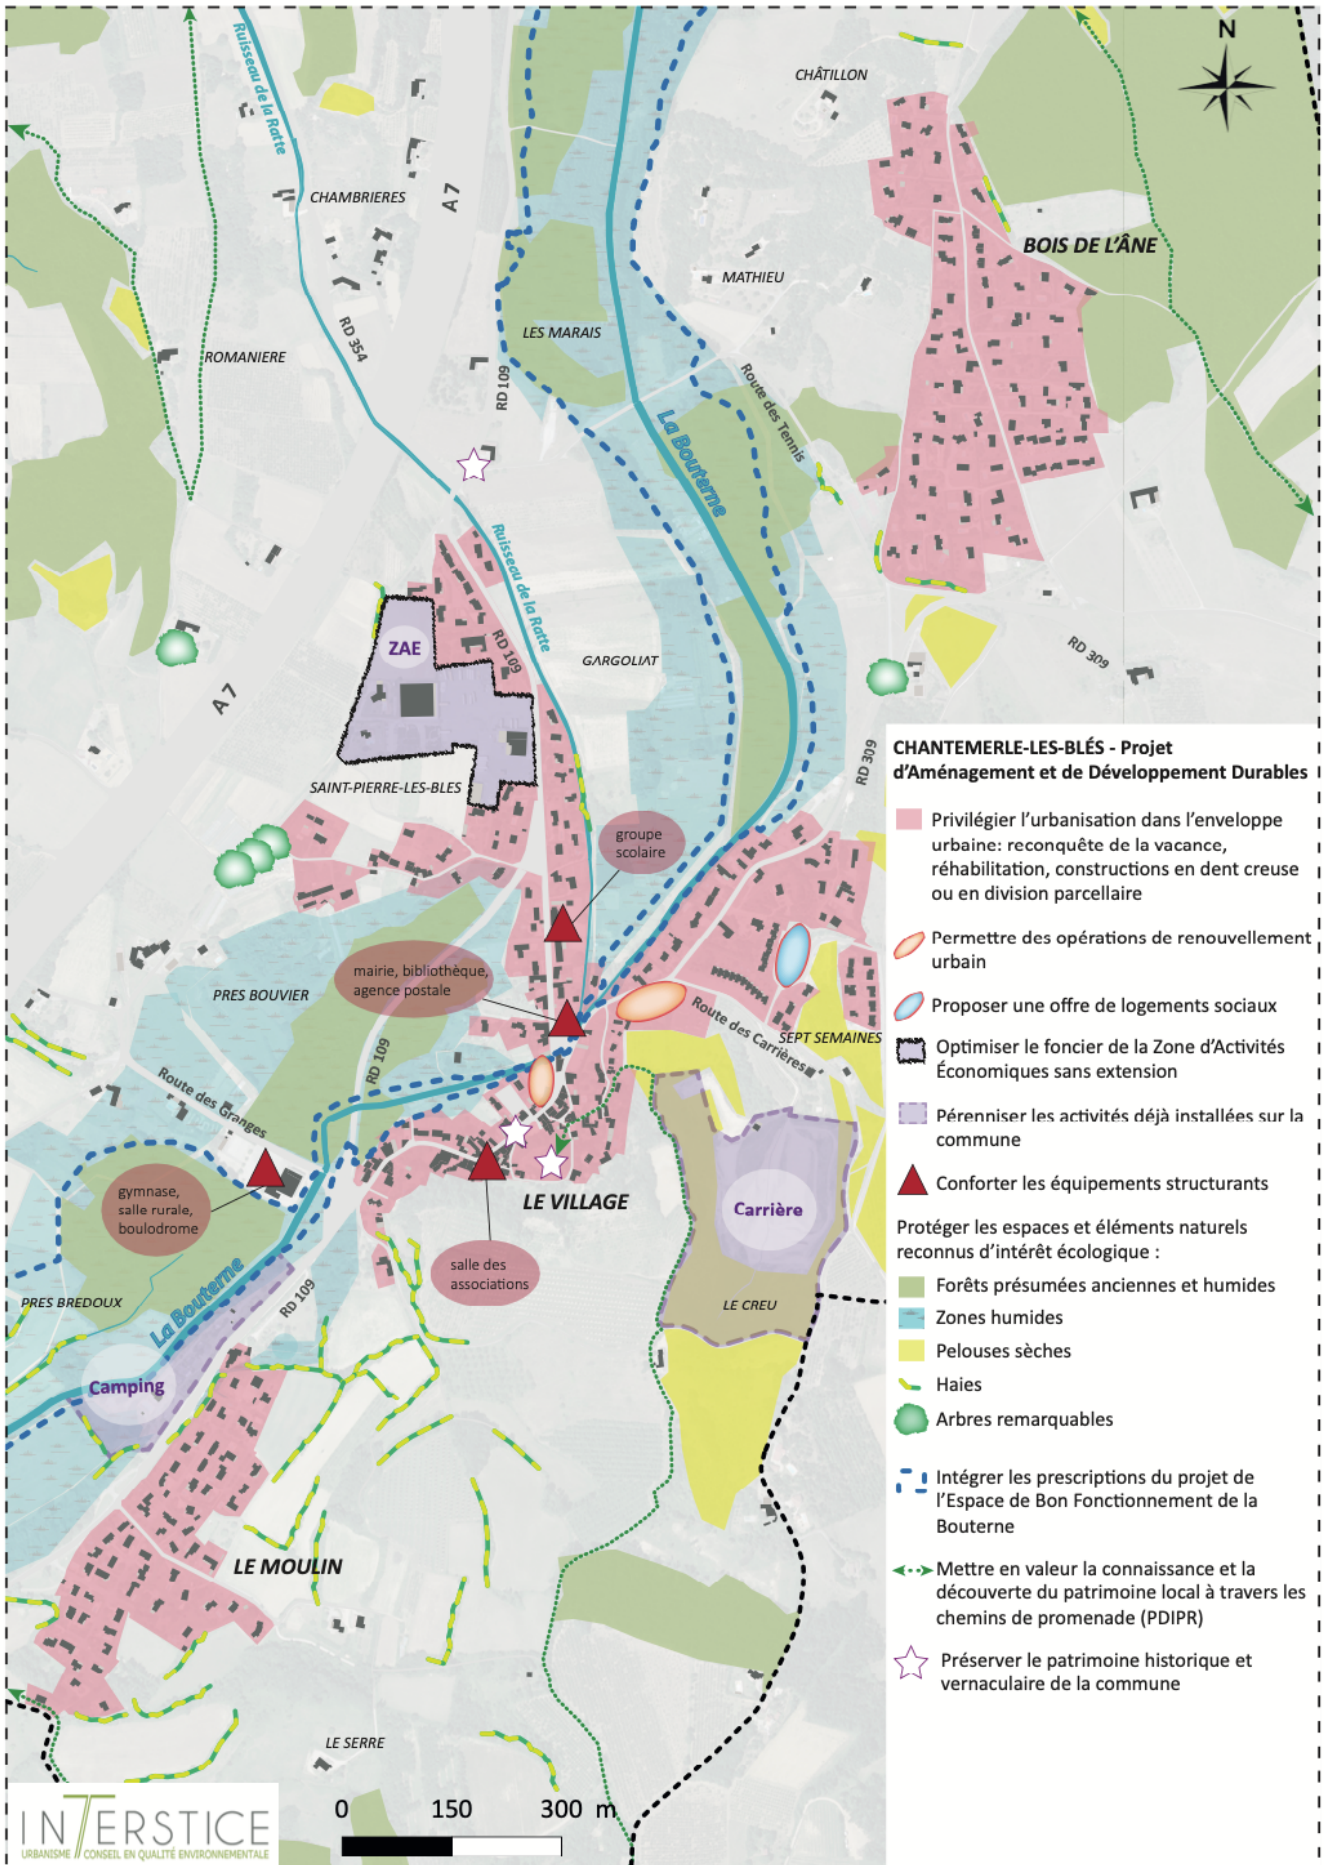 Ruisseau de la Ratte
CHÂTILLON
N
CHAMBRIERES
A 7
BOIS DE L'ÂNE
MATHIEU
LES MARAIS
RD 354
ROMANIERE
RD 109
Route des Tennis
La Bouterne
Ruisseau de la Ratte
ZAE
RD 109
GARGOLIAT
RD 309
A 7
RD 309
SAINT-PIERRE-LES-BLES
groupe
scolaire
mairie, bibliothèque,
agence postale
PRES BOUVIER
Route des Carrières
SEPT SEMAINES
RD 109
Route des Granges
gymnase,
salle rurale,
boulodrome
LE VILLAGE
Carrière
salle des
associations
PRES BREDOUX
La Bouterne
RD 109
LE CREU
Camping
LE MOULIN
LE SERRE
0 150 300 m
INTERSTICE
URBANISME / CONSEIL EN QUALITÉ ENVIRONNEMENTALE
CHANTEMERLE-LES-BLÉS - Projet
d'Aménagement et de Développement Durables
Privilégier l'urbanisation dans l'enveloppe
urbaine: reconquête de la vacance,
réhabilitation, constructions en dent creuse
ou en division parcellaire
Permettre des opérations de renouvellement
urbain
Proposer une offre de logements sociaux
Optimiser le foncier de la Zone d'Activités
Économiques sans extension
Pérenniser les activités déjà installées sur la
commune
Conforter les équipements structurants
Protéger les espaces et éléments naturels
reconnus d'intérêt écologique :
Forêts présumées anciennes et humides
Zones humides
Pelouses sèches
Haies
Arbres remarquables
Intégrer les prescriptions du projet de
l'Espace de Bon Fonctionnement de la
Bouterne
Mettre en valeur la connaissance et la
découverte du patrimoine local à travers les
chemins de promenade (PDIPR)
Préserver le patrimoine historique et
vernaculaire de la commune